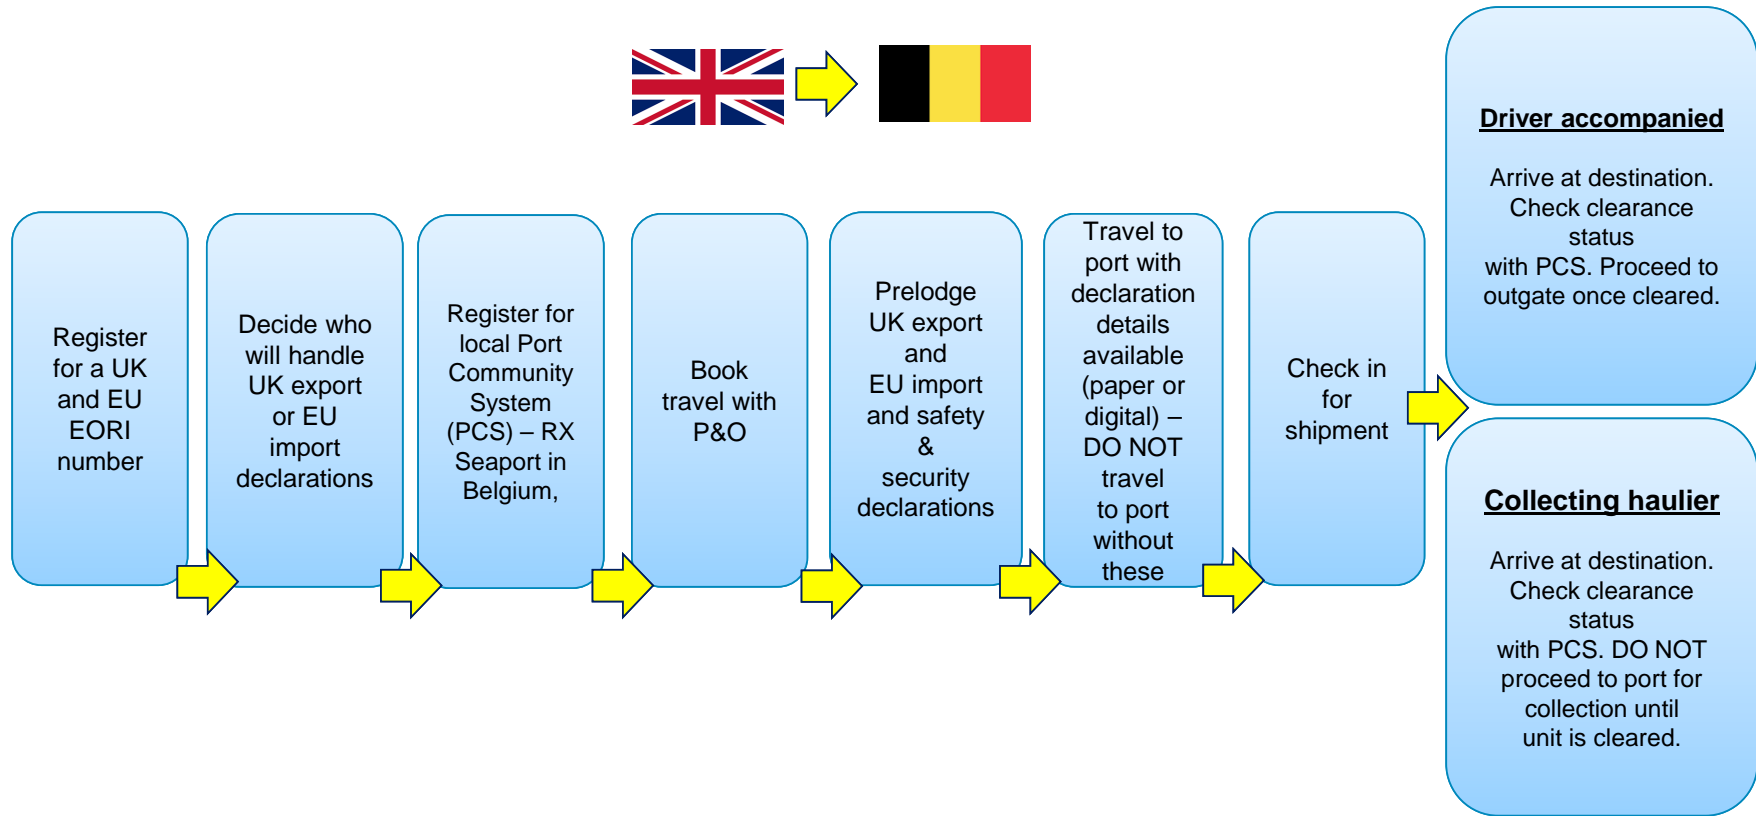 Register
for a UK
and EU
EORI
number
Decide who
will handle
UK export
or EU
import
declarations
Register for
local Port
Community
System
(PCS) – RX
Seaport in
Belgium,
Book
travel with
P&O
Prelodge
UK export
and
EU import
and safety
&
security
declarations
Travel to
port with
declaration
details
available
(paper or
digital) –
DO NOT
travel
to port
without
these
Check in
for
shipment
Driver accompanied
Arrive at destination.
Check clearance
status
with PCS. Proceed to
outgate once cleared.
Collecting haulier
Arrive at destination.
Check clearance
status
with PCS. DO NOT
proceed to port for
collection until
unit is cleared.